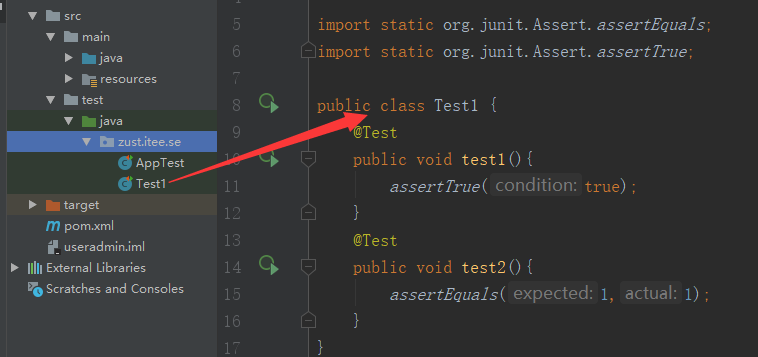 src
main
java
resources
test
java
zust.itee.se
AppTest
Test1
target
pom.xml
useradmin.iml
External Libraries
Scratches and Consoles
5 import static org.junit.Assert.assertEquals;
6 import static org.junit.Assert.assertTrue;
7
8 public class Test1 {
9 @Test
10 public void test1(){
11 assertTrue( condition: true);
12 }
13 @Test
14 public void test2(){
15 assertEquals( expected: 1, actual: 1);
16 }
17 }